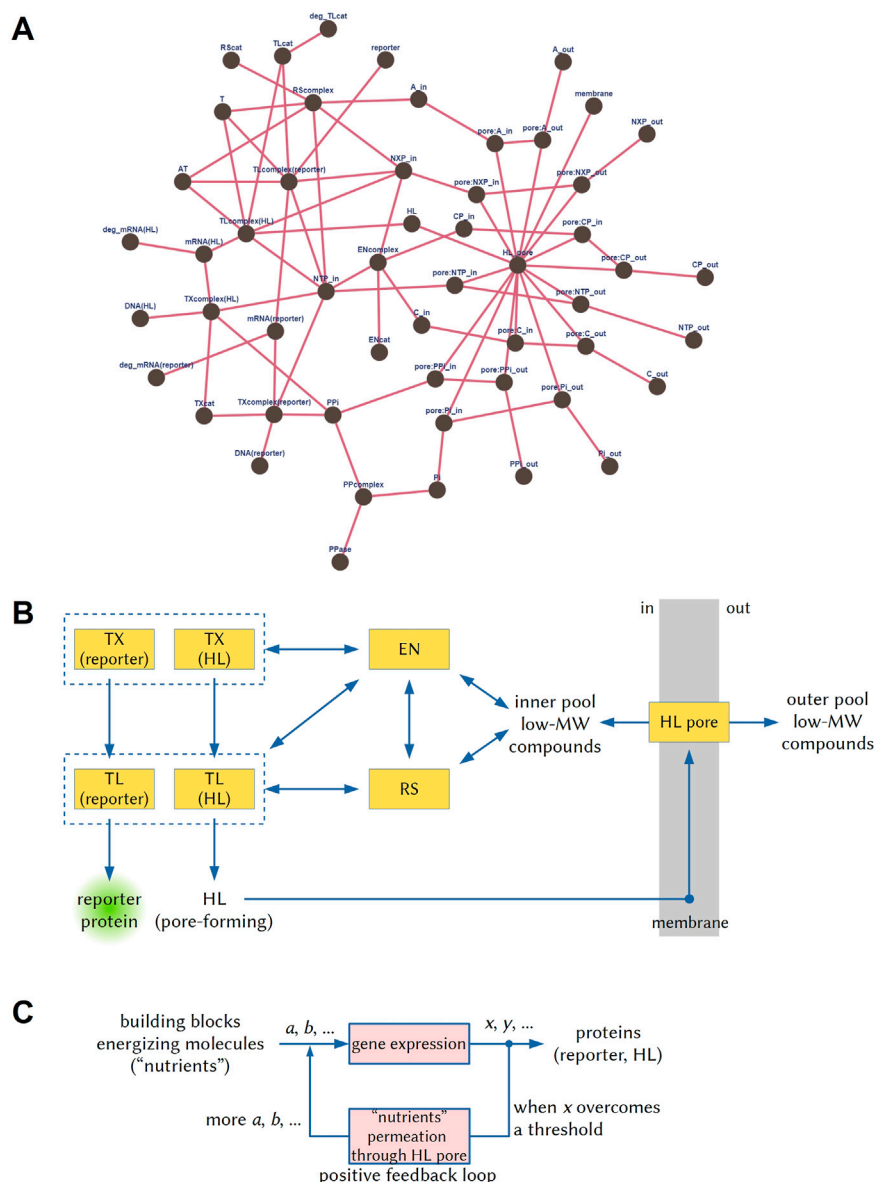 A
deg_TLcat
RScat
TLcat
reporter
A_out
RScomplex
A_in
membrane
T
NXP_out
pore:A_in
pore:A_out
AT
TLcomplex(reporter)
NXP_in
pore:NXP_in
pore:NXP_out
TLcomplex(HL)
HL
CP_in
pore:CP_in
deg_mRNA(HL)
mRNA(HL)
ENcomplex
HL_pore
pore:CP_out
CP_out
NTP_in
pore:NTP_in
pore:NTP_out
DNA(HL)
TXcomplex(HL)
mRNA(reporter)
C_in
NTP_out
ENcat
pore:C_in
pore:C_out
deg_mRNA(reporter)
C_out
pore:PPi_in
pore:PPi_out
pore:Pi_out
TXcat
TXcomplex(reporter)
PPi
pore:Pi_in
DNA(reporter)
PPi_out
Pi_out
PPcomplex
Pi
PPase
B
in
out
TX
(reporter)
TX
(HL)
EN
inner pool
low-MW
compounds
HL pore
outer pool
low-MW
compounds
TL
(reporter)
TL
(HL)
RS
reporter
protein
HL
(pore-forming)
membrane
C
building blocks
energizing molecules
("nutrients")
a, b, ...
gene expression
x, y, ...
proteins
(reporter, HL)
more a, b, ...
"nutrients"
permeation
through HL pore
when x overcomes
a threshold
positive feedback loop